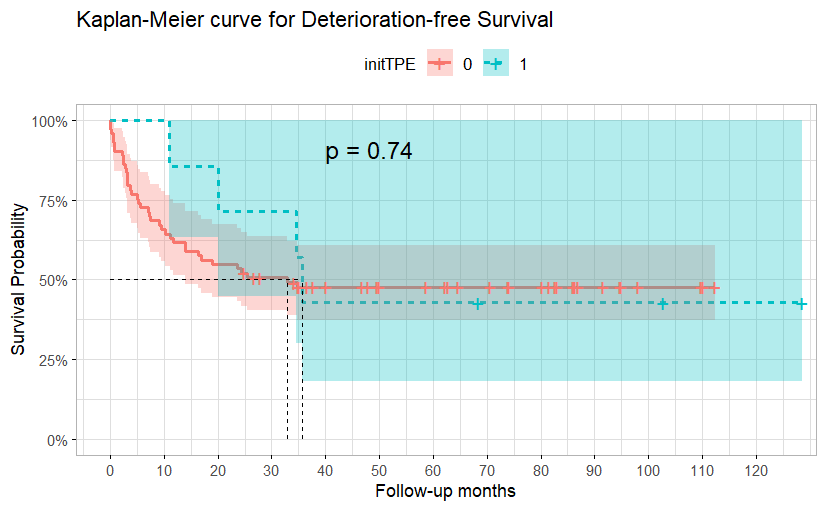 Kaplan-Meier curve for Deterioration-free Survival
initTPE 0 1
p = 0.74
Survival Probability
100%
75%
50%
25%
0%
0 10 20 30 40 50 60 70 80 90 100 110 120
Follow-up months